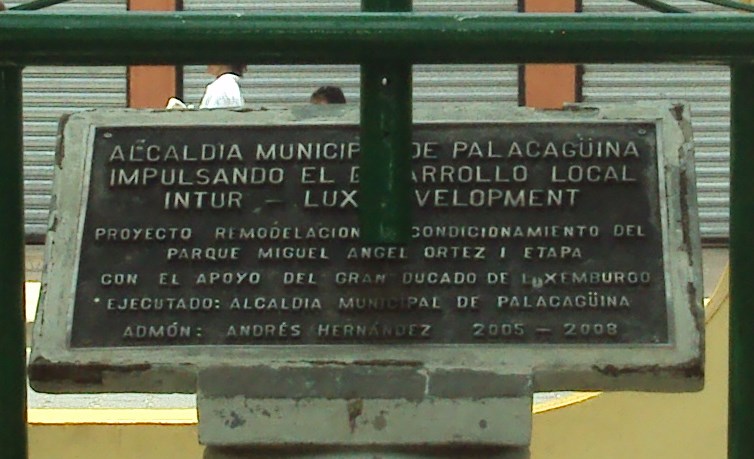 ALCALDIA MUNICIP DE PALACAGÜINA
IMPULSANDO EL D ARROLLO LOCAL
INTUR - LUX VELOPMENT
PROYECTO REMODELACION CONDICIONAMIENTO DEL
PARQUE MIGUEL ANGEL ORTEZ I ETAPA
CON EL APOYO DEL GRAN DUCADO DE LUXEMBURGO
EJECUTADO: ALCALDIA MUNICIPAL DE PALACAGÜINA
ADMÓN: ANDRÉS HERNÁNDEZ 2005 - 2008